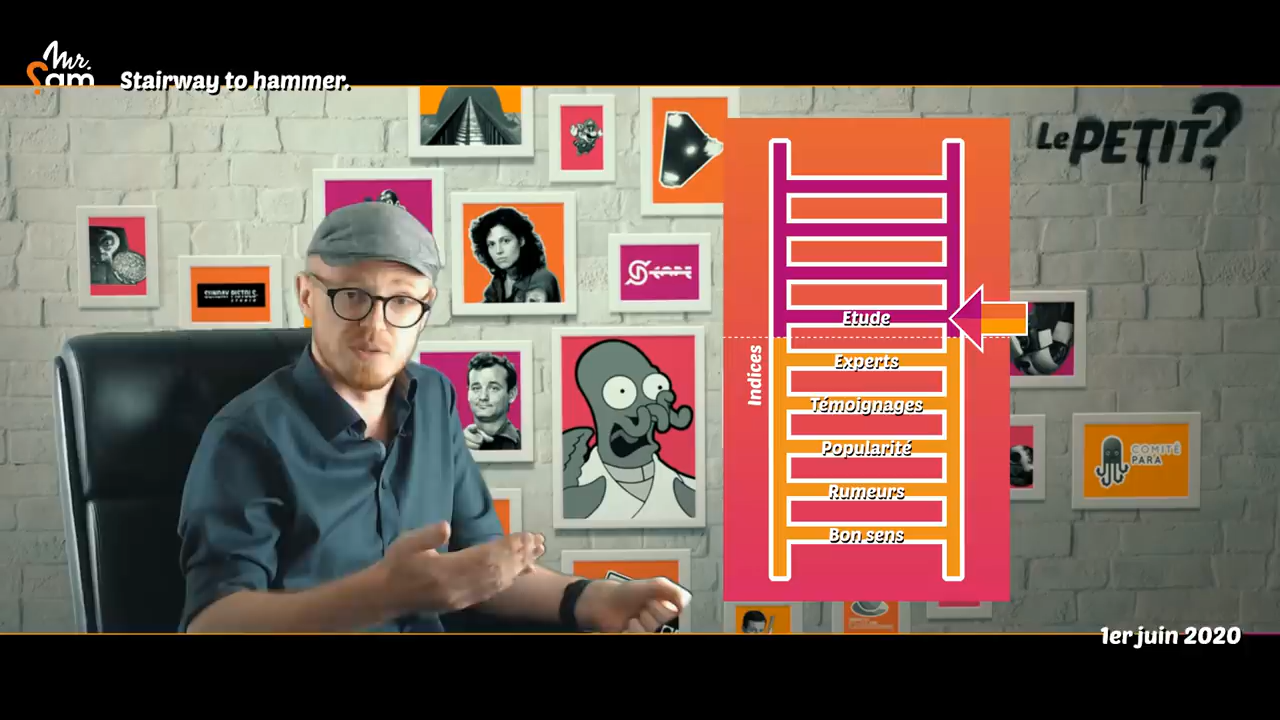 Mr.
Sam
Stairway to hammer.
Le PETIT?
SUNDAY PISTOLS
SCAPE
Etude
Indices
Experts
Témoignages
Popularité
Rumeurs
Bon sens
COMITÉ
PARA
1er juin 2020